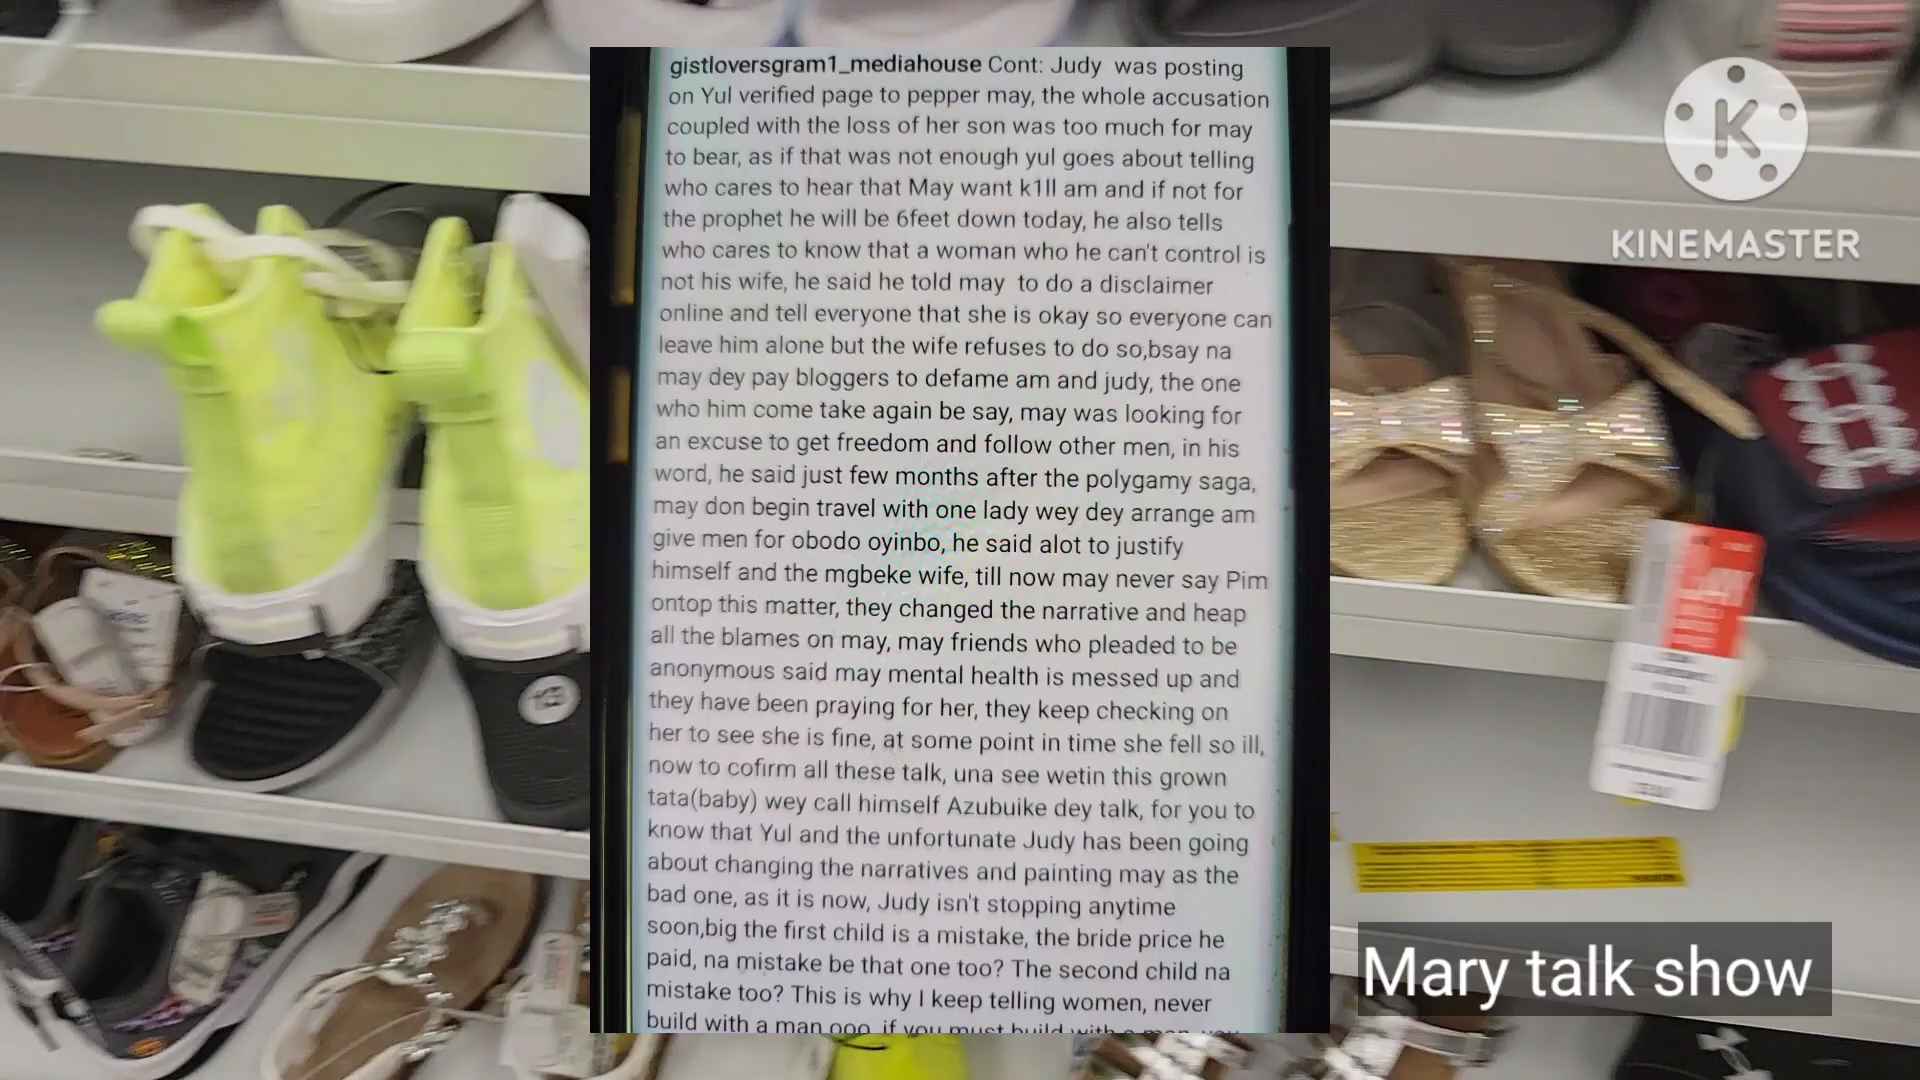 gistloversgram1_mediahouse Cont: Judy was posting
on Yul verified page to pepper may, the whole accusation
coupled with the loss of her son was too much for may
to bear, as if that was not enough yul goes about telling
who cares to hear that May want k1ll am and if not for
the prophet he will be 6feet down today, he also tells
who cares to know that a woman who he can't control is
not his wife, he said he told may to do a disclaimer
online and tell everyone that she is okay so everyone can
leave him alone but the wife refuses to do so,bsay na
may dey pay bloggers to defame am and judy, the one
who him come take again be say, may was looking for
an excuse to get freedom and follow other men, in his
word, he said just few months after the polygamy saga,
may don begin travel with one lady wey dey arrange am
give men for obodo oyinbo, he said alot to justify
himself and the mgbeke wife, till now may never say Pim
ontop this matter, they changed the narrative and heap
all the blames on may, may friends who pleaded to be
anonymous said may mental health is messed up and
they have been praying for her, they keep checking on
her to see she is fine, at some point in time she fell so ill,
now to cofirm all these talk, una see wetin this grown
tata(baby) wey call himself Azubuike dey talk, for you to
know that Yul and the unfortunate Judy has been going
about changing the narratives and painting may as the
bad one, as it is now, Judy isn't stopping anytime
soon,big the first child is a mistake, the bride price he
paid, na mistake be that one too? The second child na
mistake too? This is why I keep telling women, never
build with a man ooo, if you must build with a man, you
K
KINEMASTER
13
Mary talk show